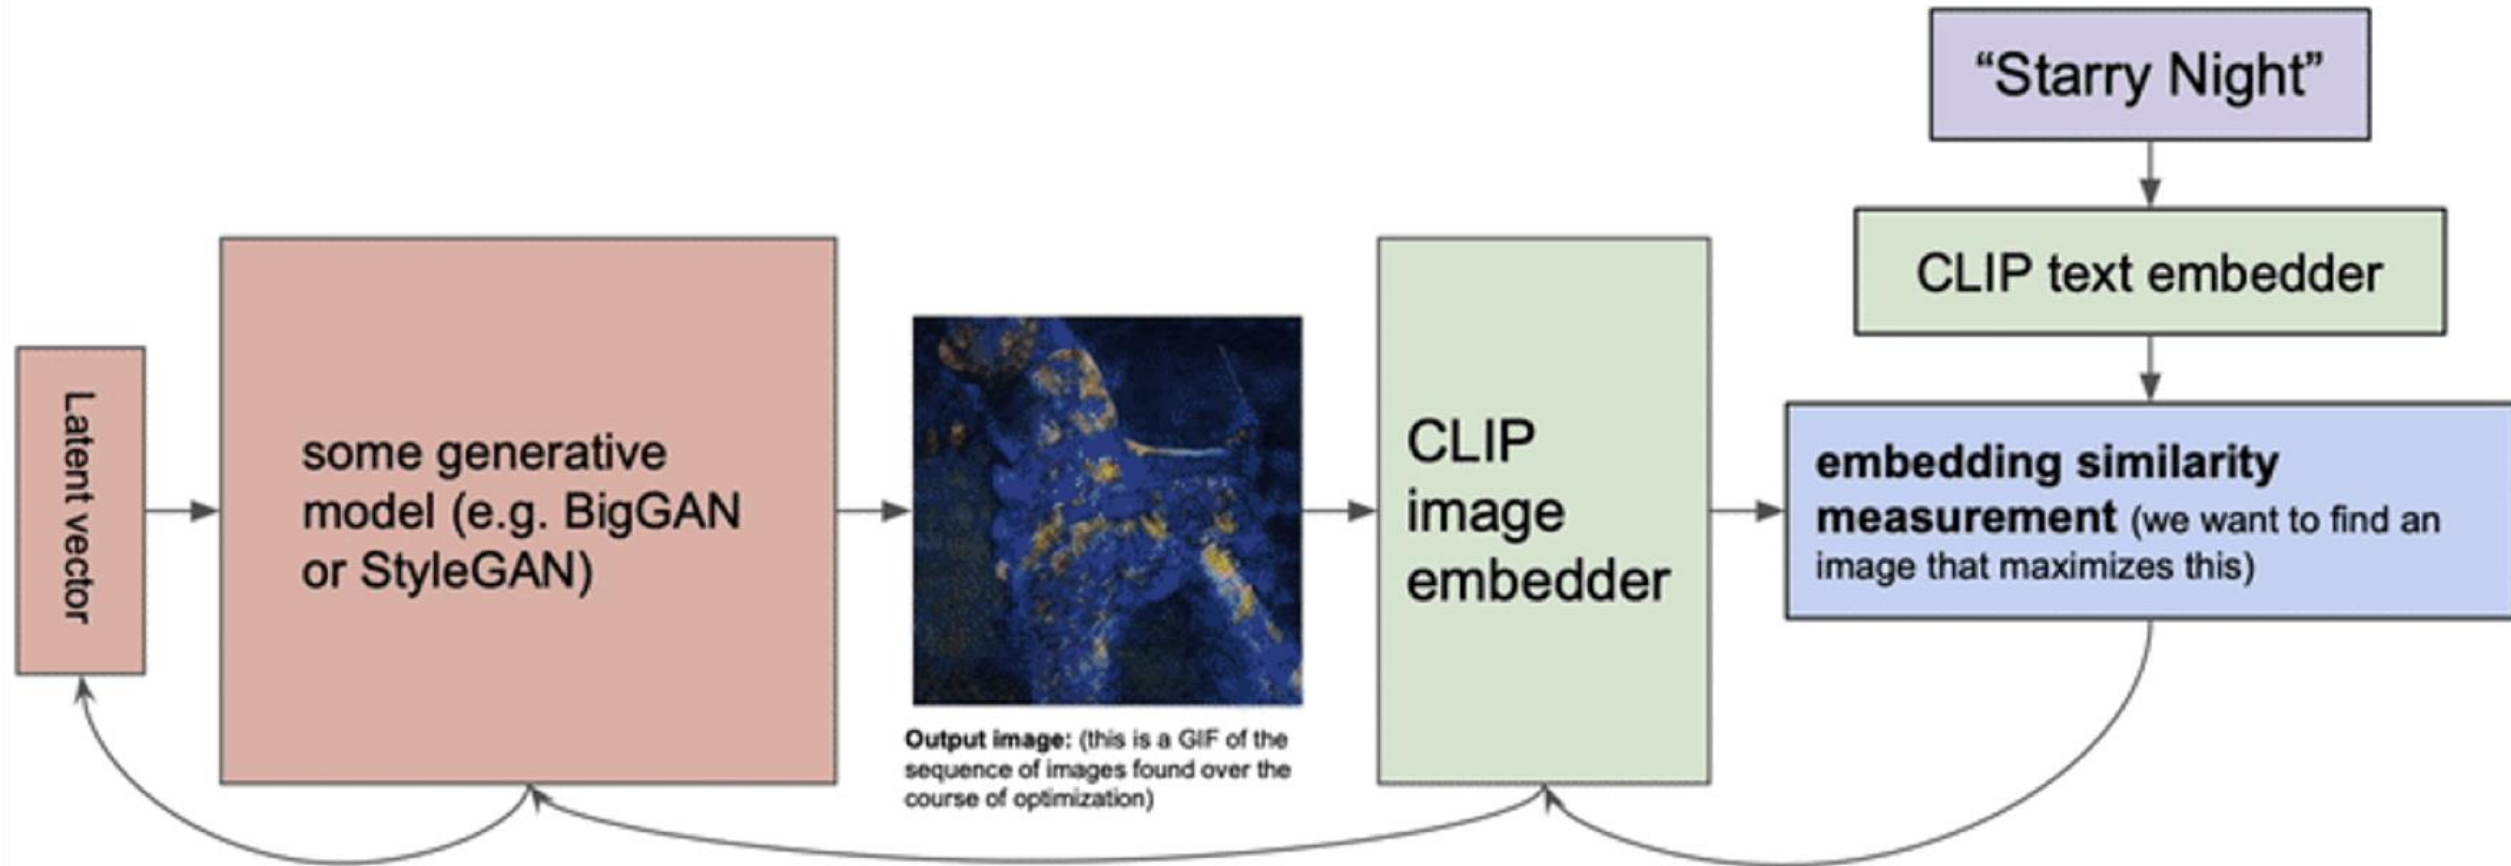 “Starry Night”
CLIP text embedder
Latent vector
some generative
model (e.g. BigGAN
or StyleGAN)
Output image: (this is a GIF of the
sequence of images found over the
course of optimization)
CLIP
image
embedder
embedding similarity
measurement (we want to find an
image that maximizes this)